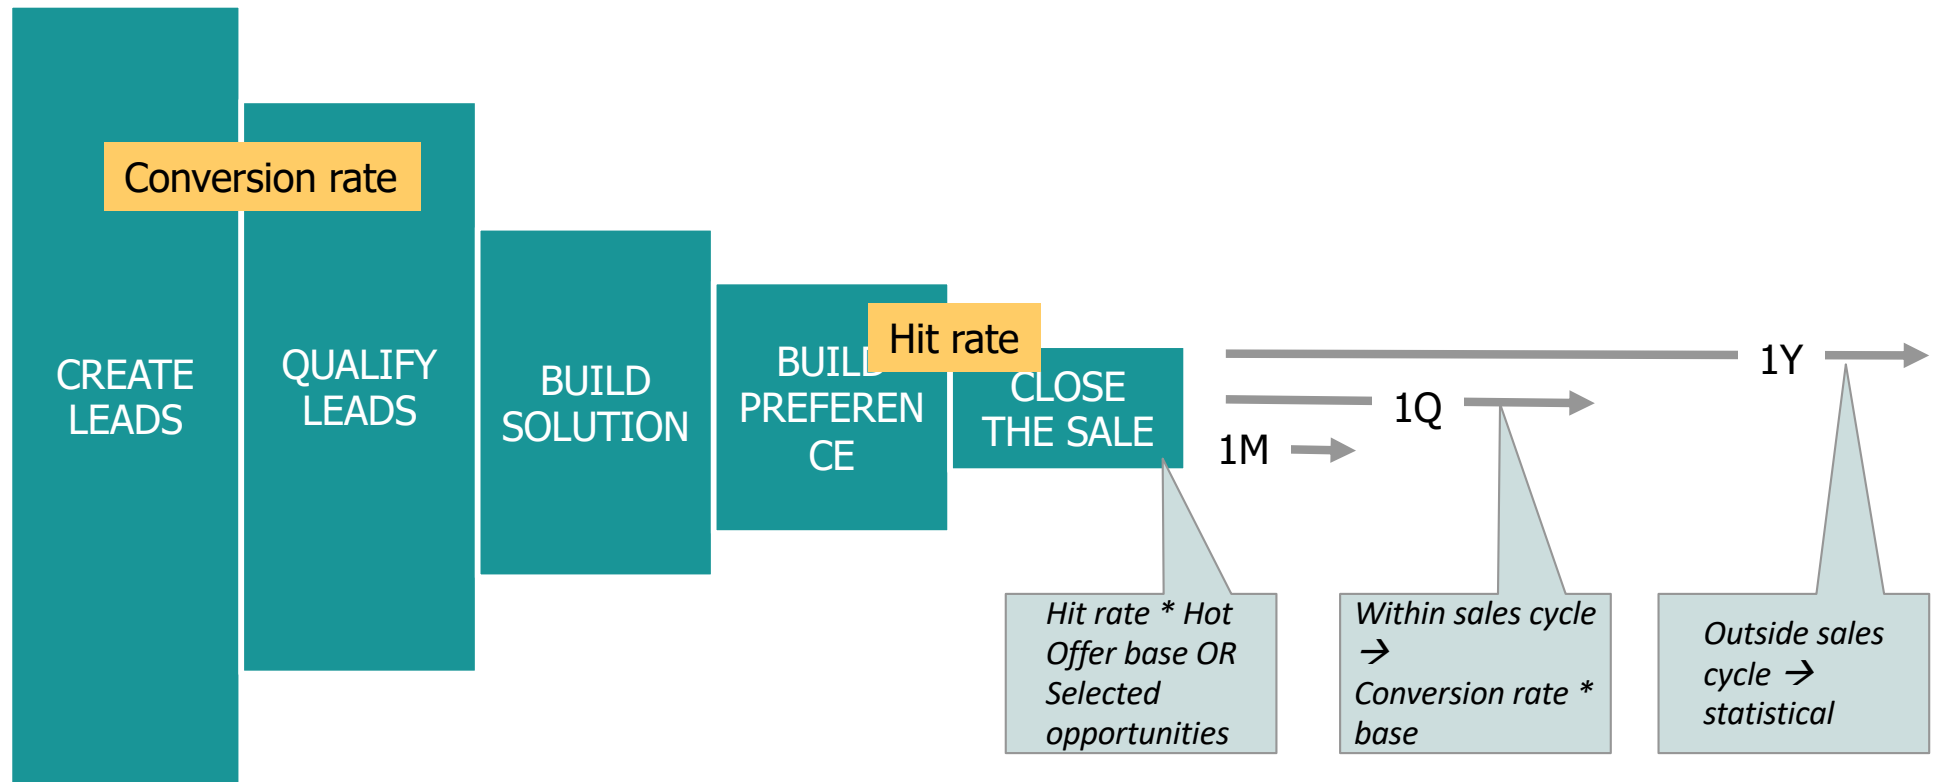 Conversion rate
CREATE
LEADS
QUALIFY
LEADS
BUILD
SOLUTION
BUILD
PREFEREN
CE
Hit rate
CLOSE
THE SALE
1Y
1Q
1M
Hit rate * Hot
Offer base OR
Selected
opportunities
Within sales cycle
→
Conversion rate *
base
Outside sales
cycle →
statistical